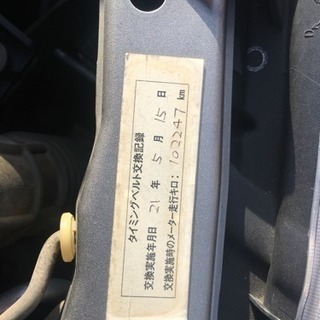 タイミングベルト交換記録
交換実施年月日 21 年 5 月 15 日
交換実施時のメーター走行キロ: 102247 km